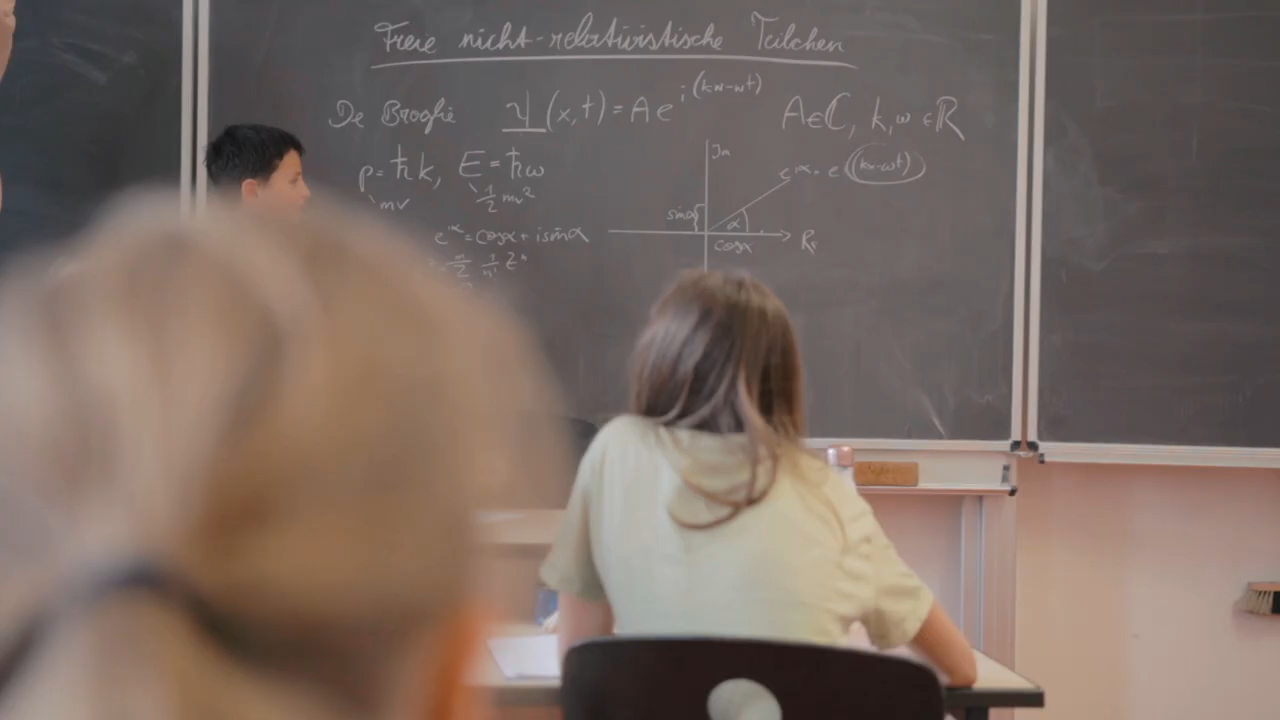 Freie nicht-relativistische Teilchen
De Broglie Ψ(x,t) = A e^i(kx-ωt) A∈ℂ, k,ω ∈ℝ
p=ħk, E=ħω
mv ½mv²
Im
e^iα = e^i(kx-ωt)
sinα
α
cosα
Re
e^iα = cosα + i sinα